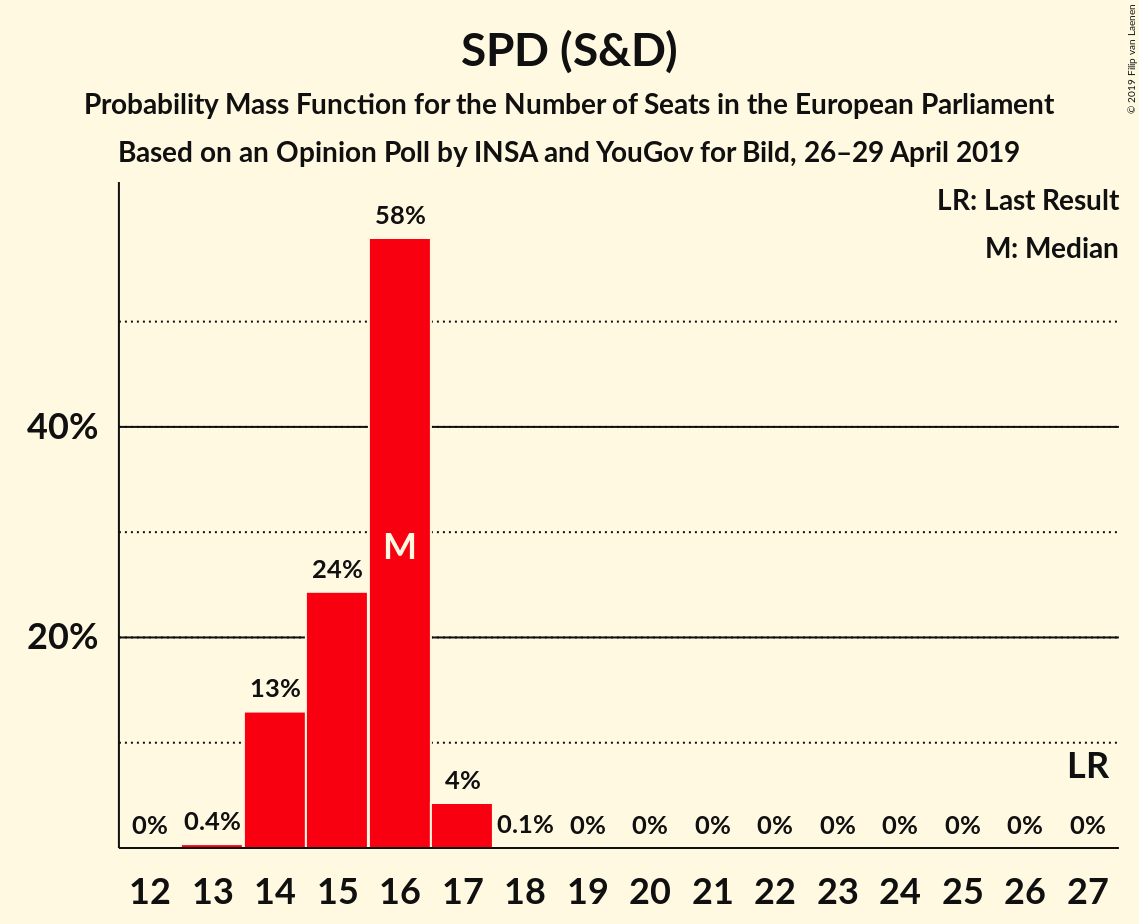 SPD (S&D)
Probability Mass Function for the Number of Seats in the European Parliament
Based on an Opinion Poll by INSA and YouGov for Bild, 26–29 April 2019
© 2019 Filip van Laenen
LR: Last Result
M: Median
58%
40%
M
24%
20%
13%
LR
4%
0% 0.4% 0.1% 0% 0% 0% 0% 0% 0% 0% 0% 0%
12 13 14 15 16 17 18 19 20 21 22 23 24 25 26 27